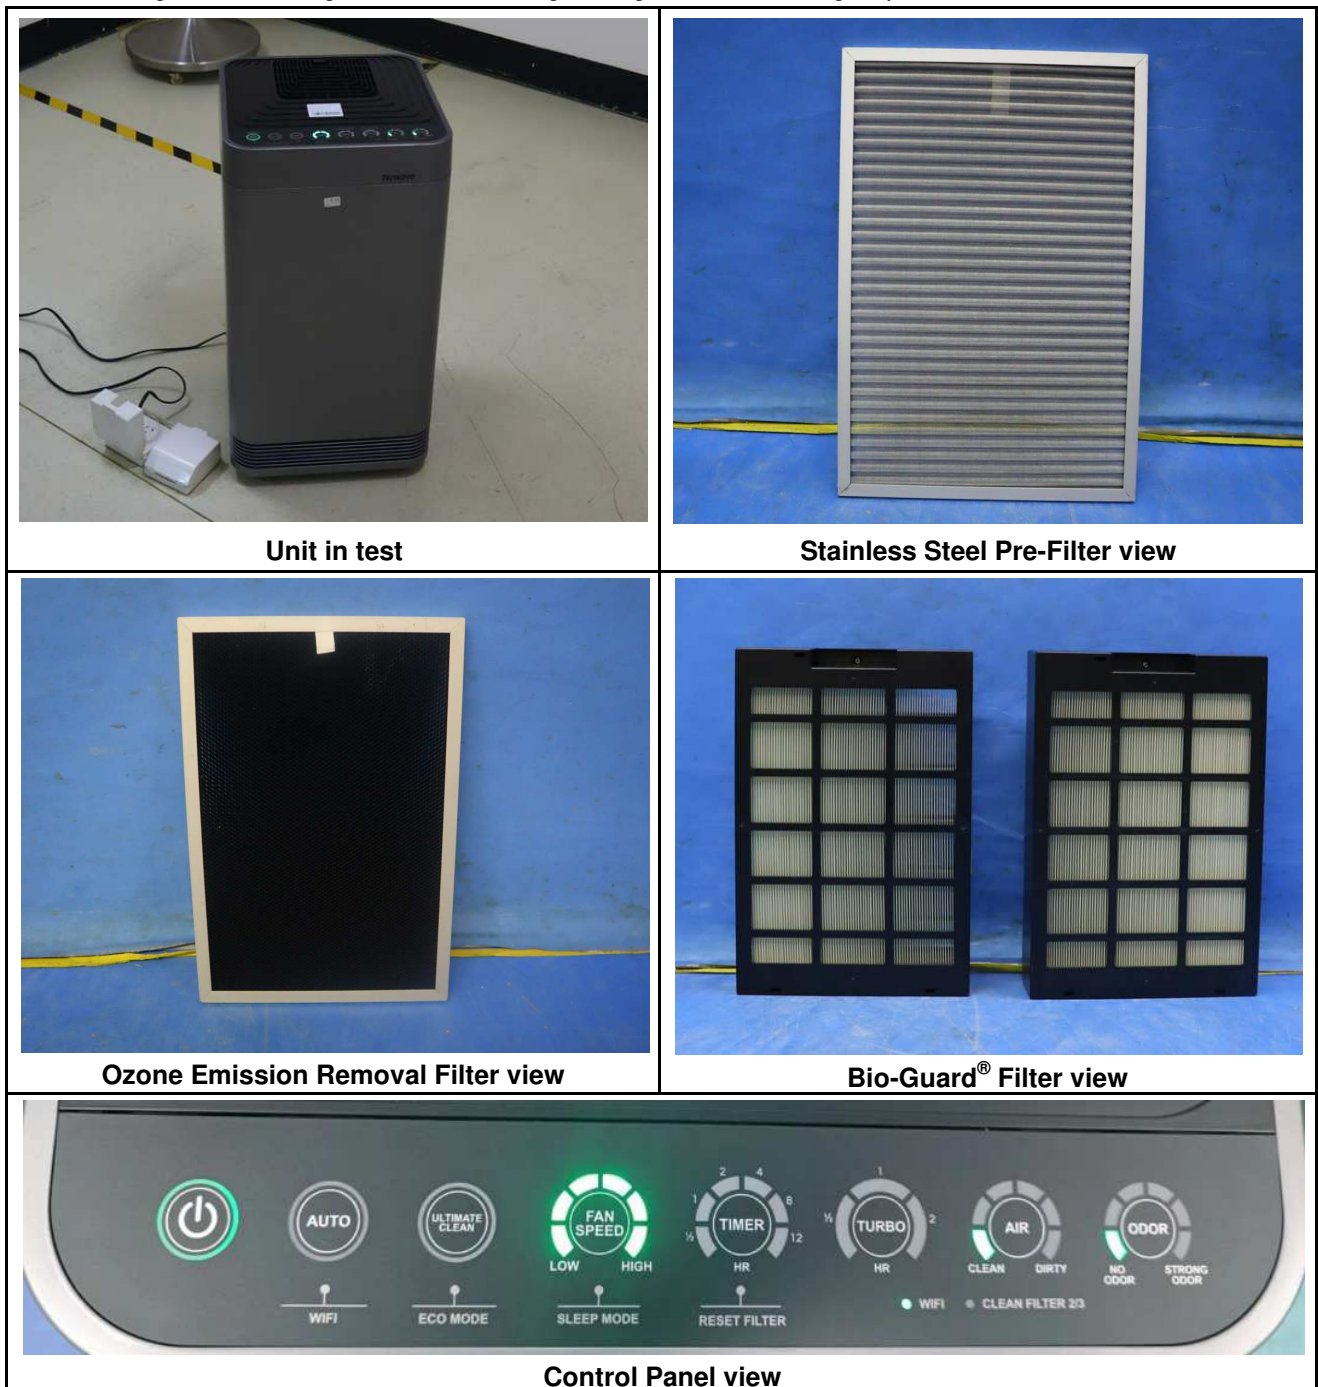 nuwave
Unit in test
Stainless Steel Pre-Filter view
Ozone Emission Removal Filter view
Bio-Guard® Filter view
AUTO
ULTIMATE
CLEAN
FAN
SPEED
LOW HIGH
½ 1 2 4 8 12
TIMER
HR
½ 1 2
TURBO
HR
AIR
CLEAN DIRTY
ODOR
NO
ODOR
STRONG
ODOR
WIFI
ECO MODE
SLEEP MODE
RESET FILTER
WIFI CLEAN FILTER 2/3
Control Panel view